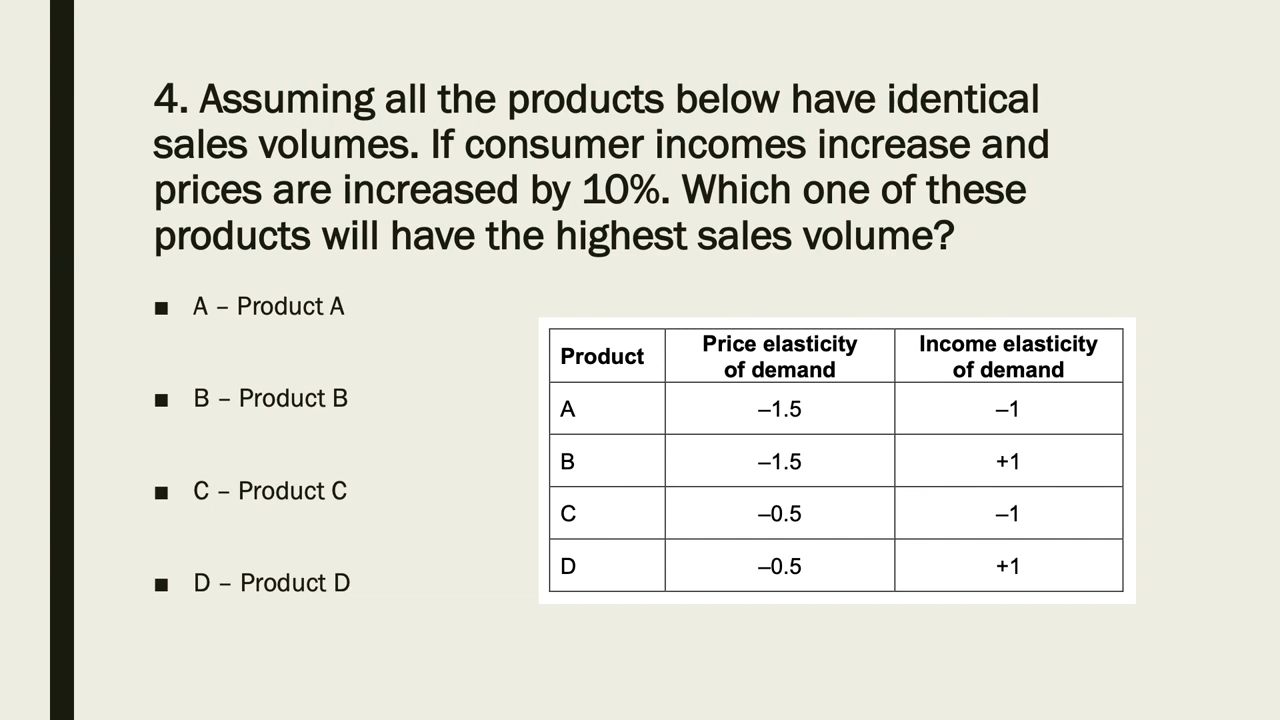 4. Assuming all the products below have identical
sales volumes. If consumer incomes increase and
prices are increased by 10%. Which one of these
products will have the highest sales volume?
■ A – Product A
■ B – Product B
■ C – Product C
■ D – Product D
Product Price elasticity of demand Income elasticity of demand
A –1.5 –1
B –1.5 +1
C –0.5 –1
D –0.5 +1